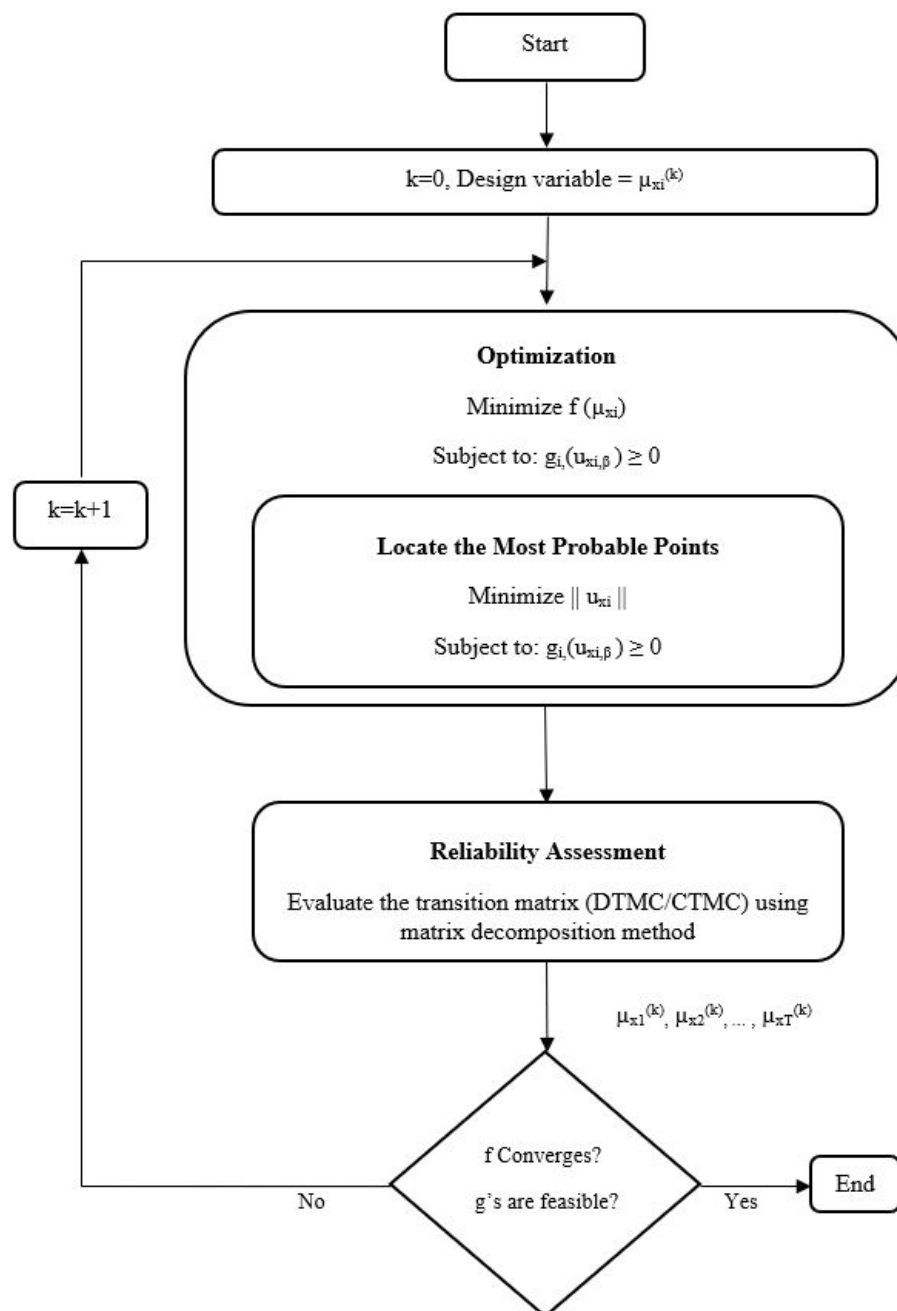 Start
k=0, Design variable = μxi(k)
Optimization
Minimize f (μxi)
Subject to: gi,(uxi,β ) ≥ 0
k=k+1
Locate the Most Probable Points
Minimize || uxi ||
Subject to: gi,(uxi,β ) ≥ 0
Reliability Assessment
Evaluate the transition matrix (DTMC/CTMC) using
matrix decomposition method
μx1(k), μx2(k), ... , μxT(k)
f Converges?
g’s are feasible?
No
Yes
End